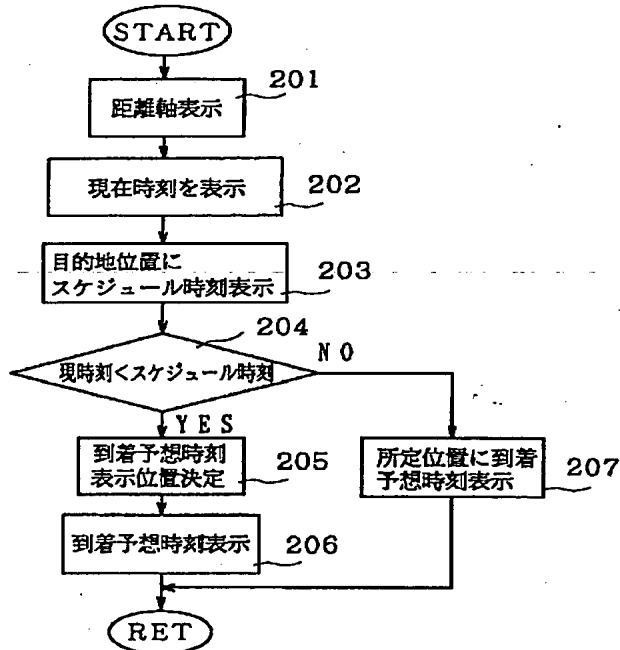 START
距離軸表示
201
現在時刻を表示
202
目的地位置に
スケジュール時刻表示
203
204
現時刻<スケジュール時刻
NO
YES
到着予想時刻
表示位置決定
205
所定位置に到着
予想時刻表示
207
到着予想時刻表示
206
RET